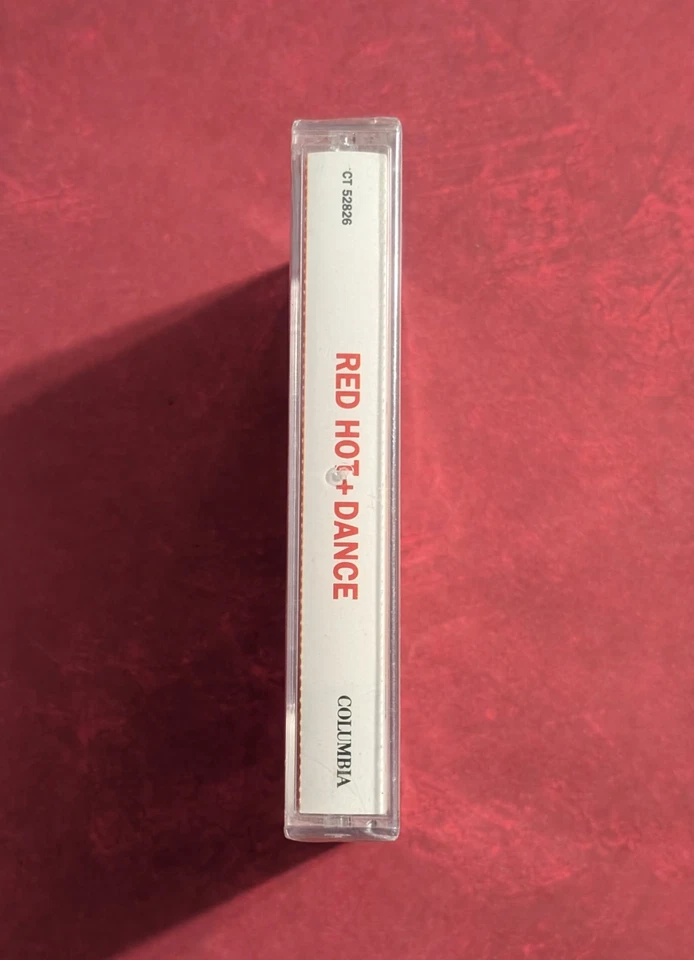 CT 52826
RED HOT + DANCE
COLUMBIA